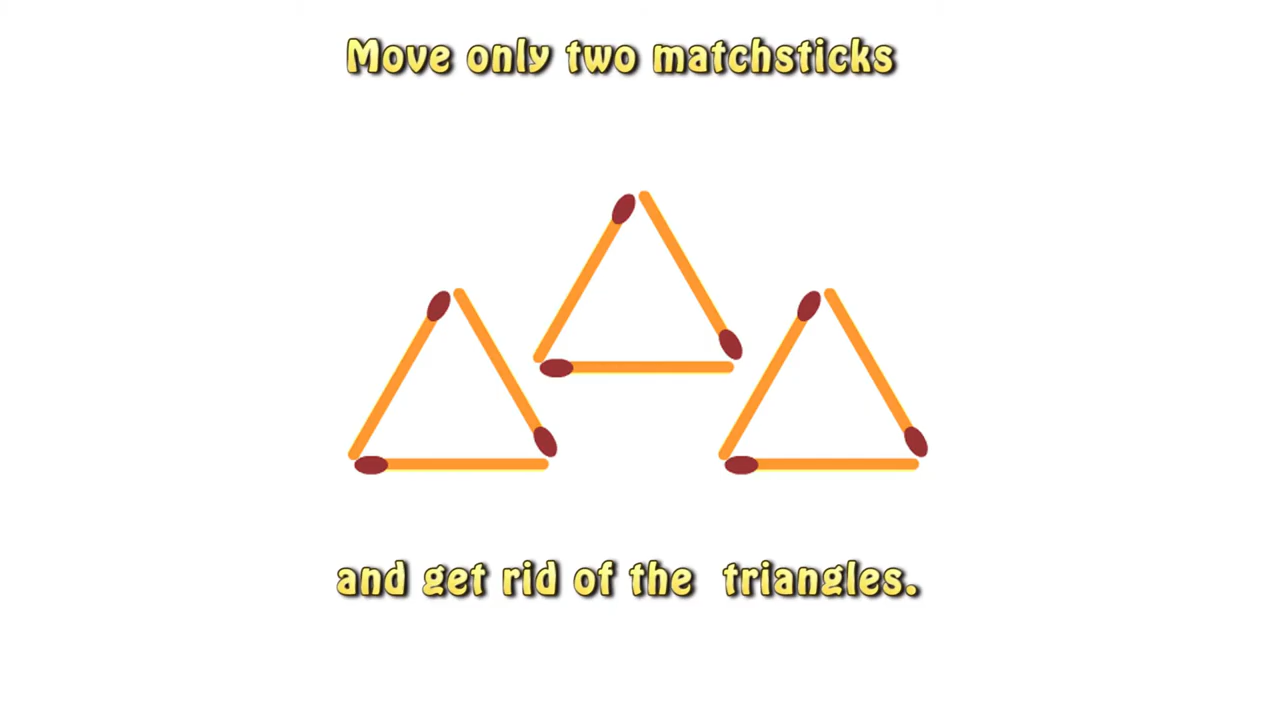 Move only two matchsticks
and get rid of the triangles.